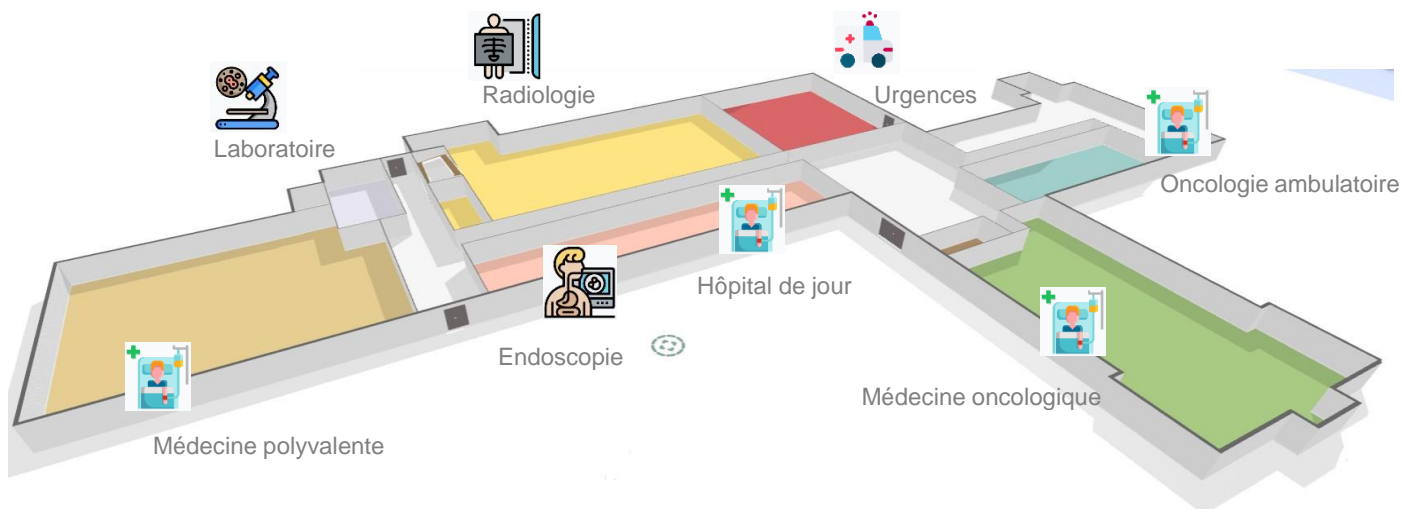 Radiologie
Urgences
Laboratoire
Oncologie ambulatoire
Hôpital de jour
Endoscopie
Médecine oncologique
Médecine polyvalente